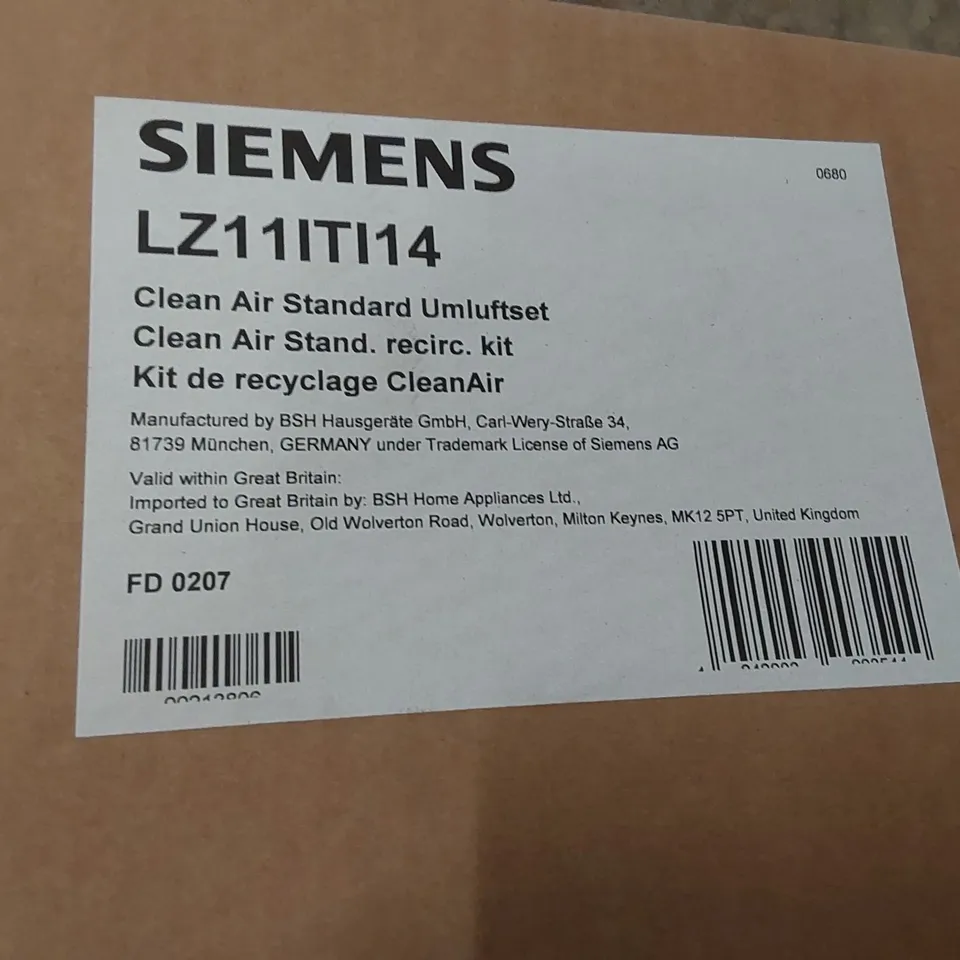 SIEMENS
0680
LZ11ITI14
Clean Air Standard Umluftset
Clean Air Stand. recirc. kit
Kit de recyclage CleanAir
Manufactured by BSH Hausgeräte GmbH, Carl-Wery-Straße 34,
81739 München, GERMANY under Trademark License of Siemens AG
Valid within Great Britain:
Imported to Great Britain by: BSH Home Appliances Ltd.,
Grand Union House, Old Wolverton Road, Wolverton, Milton Keynes, MK12 5PT, United Kingdom
FD 0207